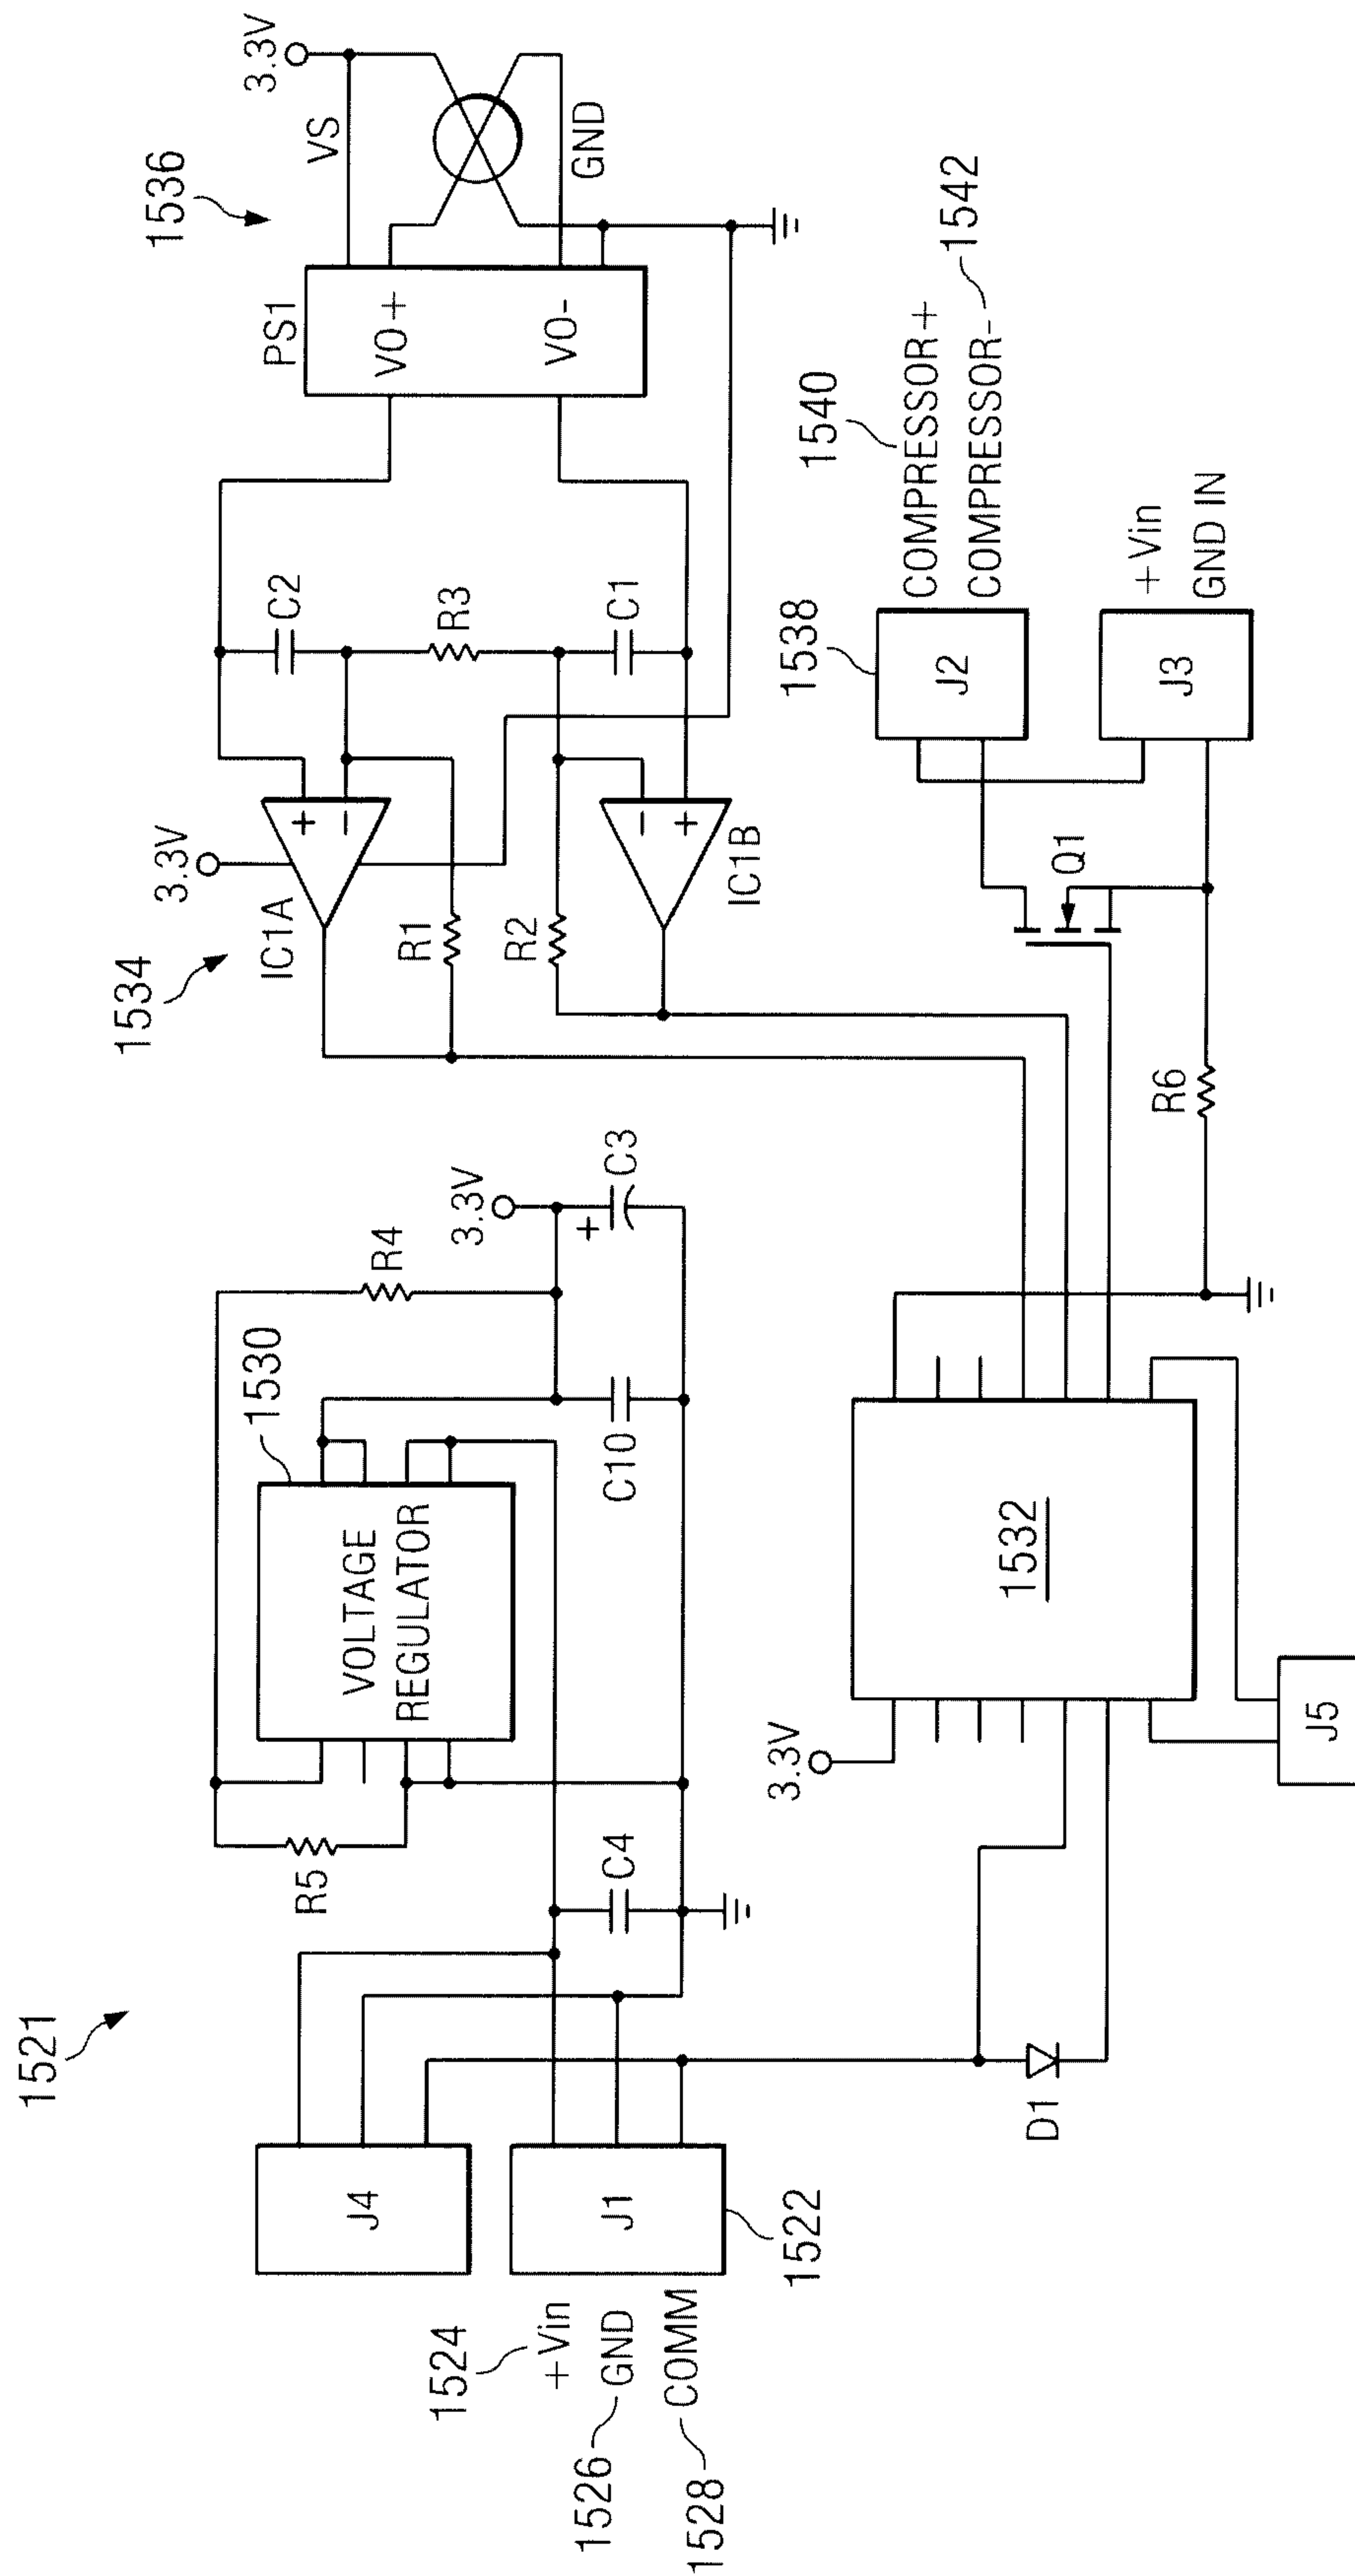 1521
J4
J1
1522
1524
+Vin
1526
GND
1528
COMM
R5
C4
VOLTAGE
REGULATOR
1530
R4
C10
3.3V
C3
+
1534
3.3V
IC1A
+
−
R1
R2
IC1B
−
+
C2
R3
C1
1536
PS1
VO+
VO-
VS
3.3V
GND
D1
3.3V
1532
J5
R6
Q1
1538
J2
1540
COMPRESSOR+
COMPRESSOR-
1542
J3
+Vin
GND IN